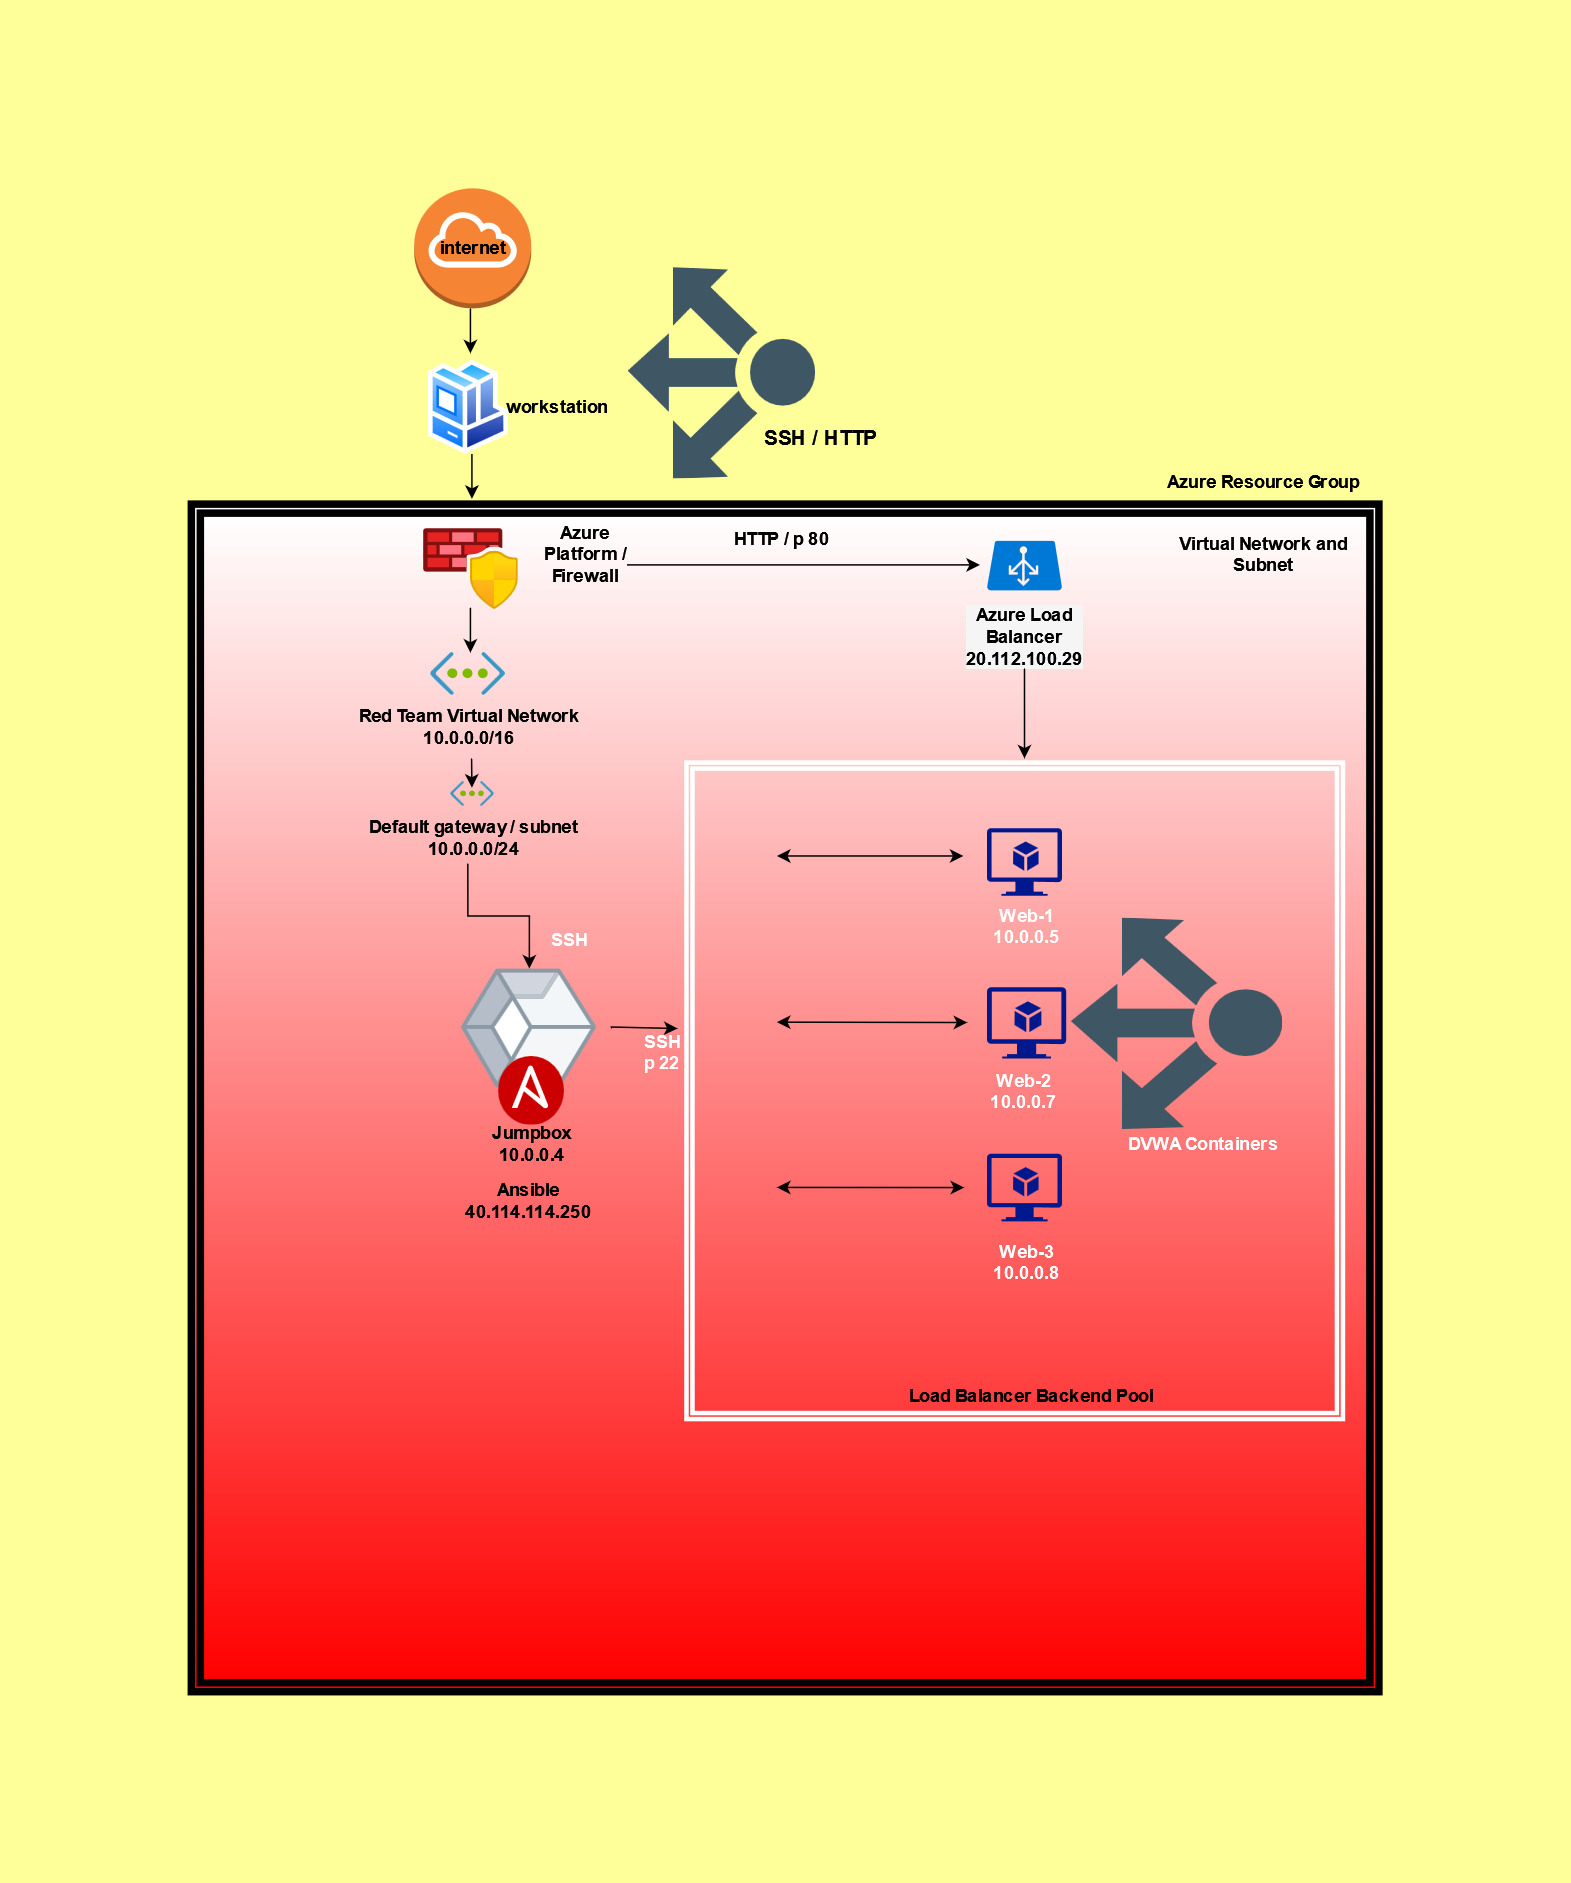 internet
workstation
SSH / HTTP
Azure Resource Group
Azure
Platform /
Firewall
HTTP / p 80
Virtual Network and
Subnet
Azure Load
Balancer
20.112.100.29
Red Team Virtual Network
10.0.0.0/16
Default gateway / subnet
10.0.0.0/24
SSH
SSH
p 22
Jumpbox
10.0.0.4
Ansible
40.114.114.250
Web-1
10.0.0.5
Web-2
10.0.0.7
DVWA Containers
Web-3
10.0.0.8
Load Balancer Backend Pool